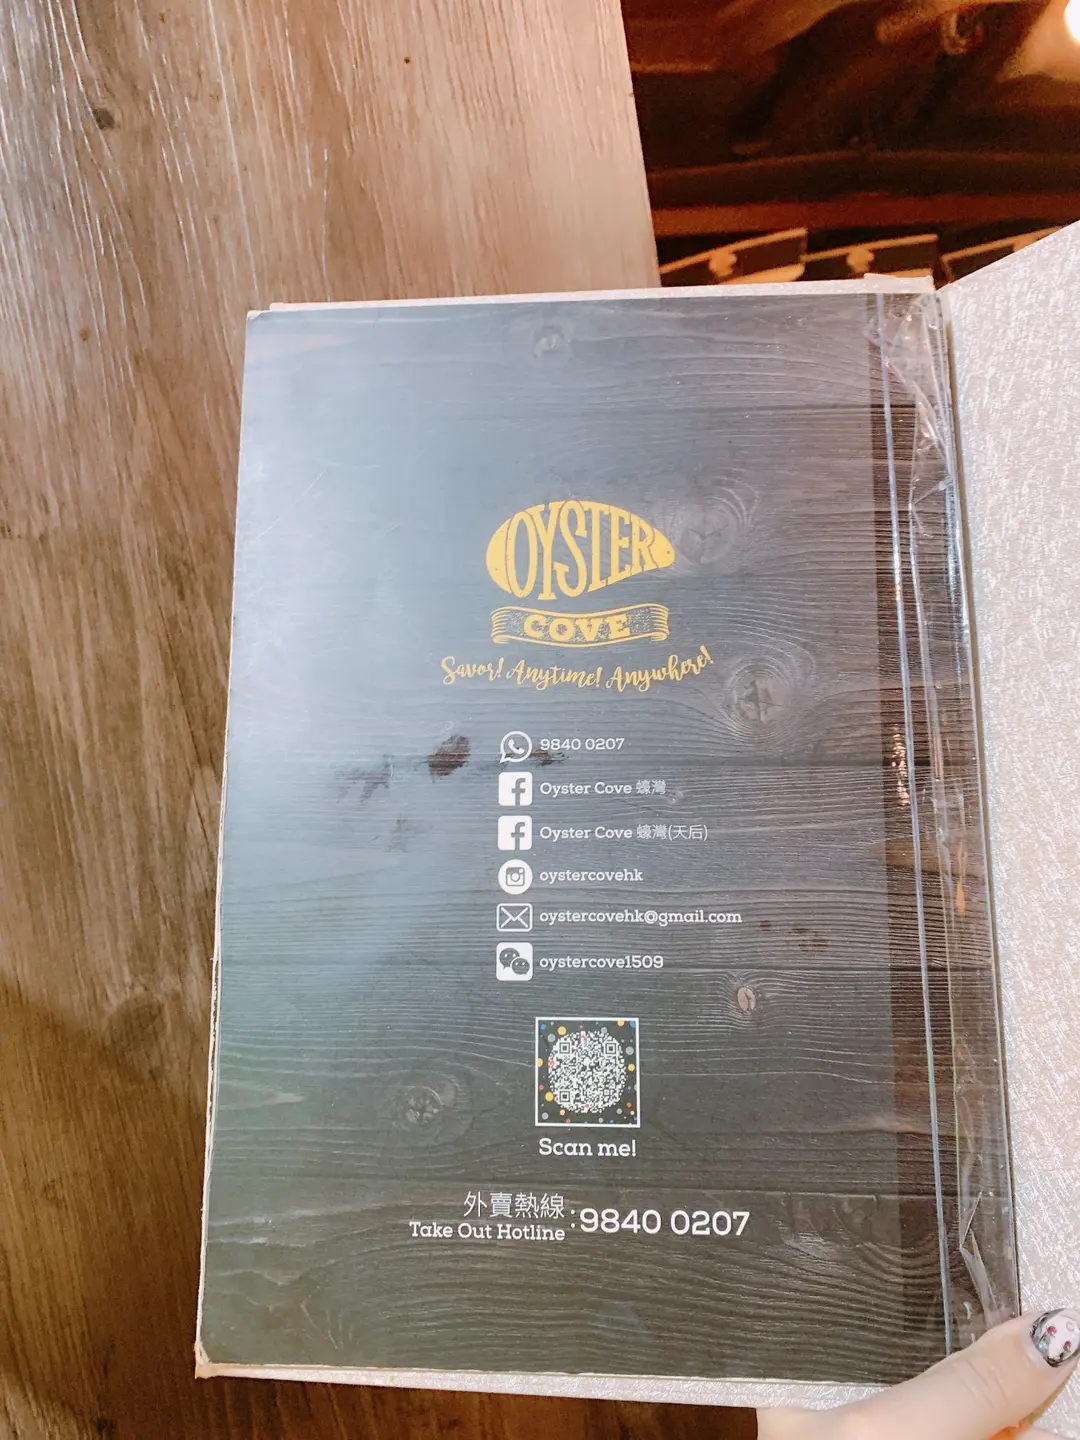 OYSTER
COVE
Savor! Anytime! Anywhere!
9840 0207
Oyster Cove 蠔灣
Oyster Cove 蠔灣(天后)
oystercovehk
oystercovehk@gmail.com
oystercove1509
Scan me!
外賣熱線
Take Out Hotline :9840 0207